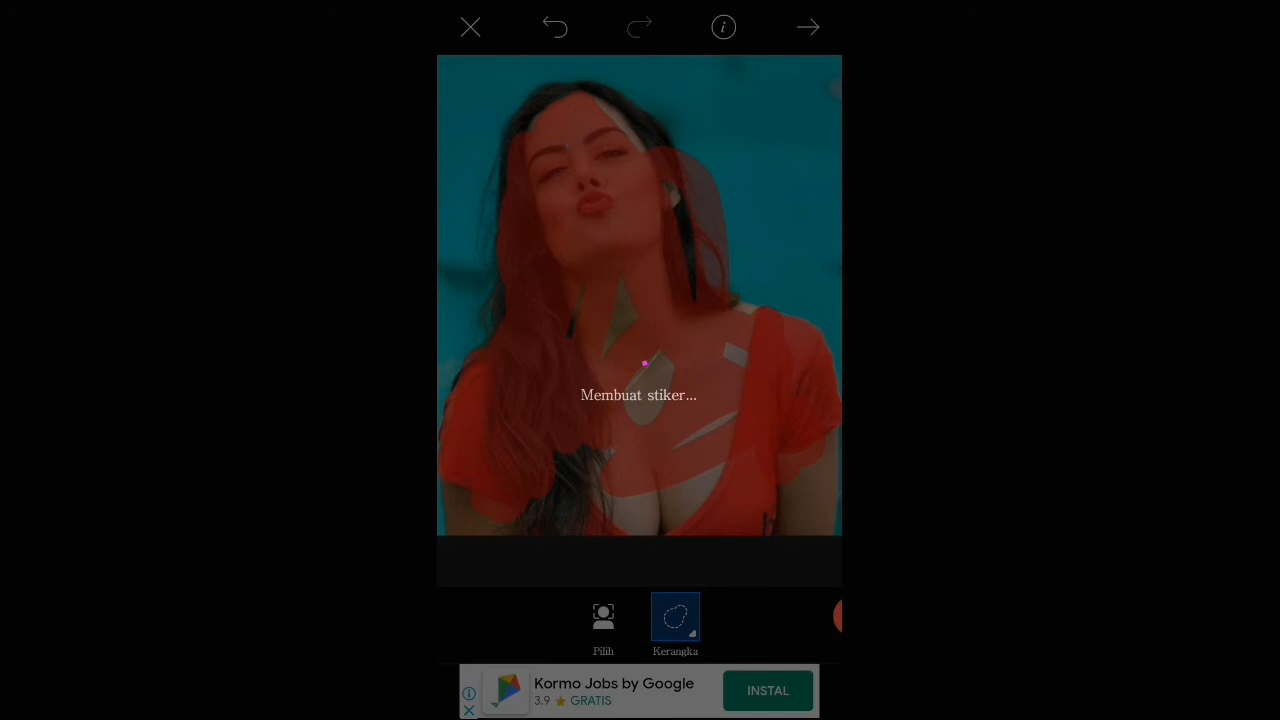 Membuat stiker...
Pilih
Kerangka
Kormo Jobs by Google
3.9 ★ GRATIS
INSTAL